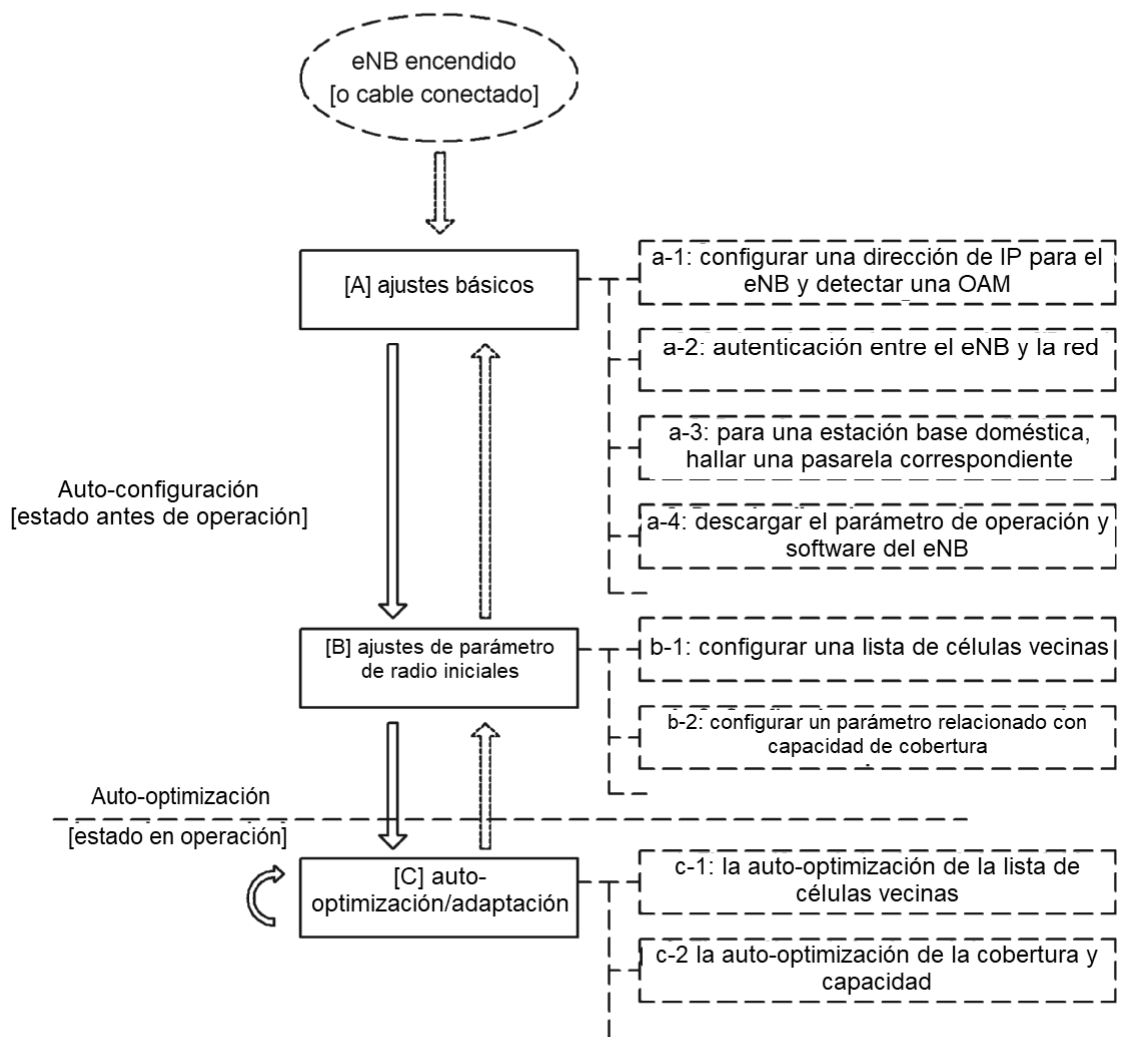 eNB encendido
[o cable conectado]
[A] ajustes básicos
a-1: configurar una dirección de IP para el
eNB y detectar una OAM
a-2: autenticación entre el eNB y la red
a-3: para una estación base doméstica,
hallar una pasarela correspondiente
a-4: descargar el parámetro de operación y
software del eNB
Auto-configuración
[estado antes de operación]
[B] ajustes de parámetro
de radio iniciales
b-1: configurar una lista de células vecinas
b-2: configurar un parámetro relacionado con
capacidad de cobertura
Auto-optimización
[estado en operación]
[C] auto-
optimización/adaptación
c-1: la auto-optimización de la lista de
células vecinas
c-2 la auto-optimización de la cobertura y
capacidad